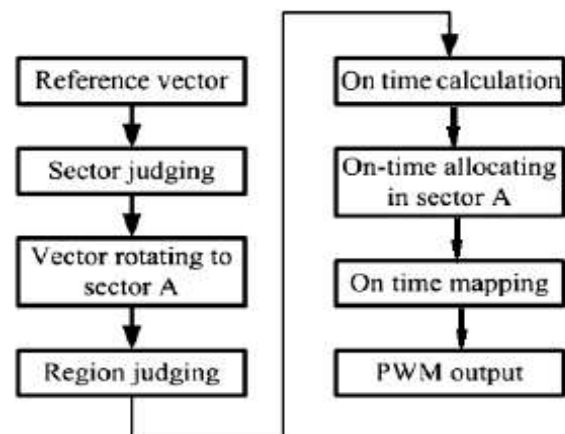 Reference vector
Sector judging
Vector rotating to
sector A
Region judging
On time calculation
On-time allocating
in sector A
On time mapping
PWM output